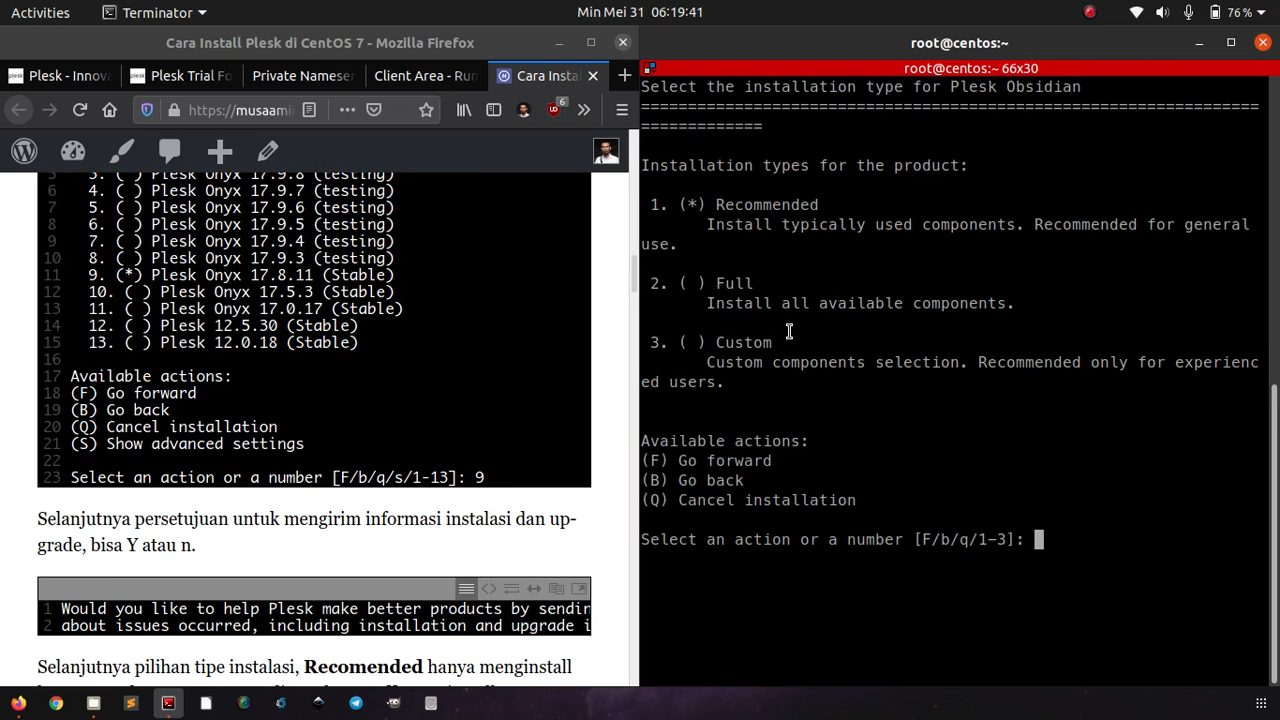 Activities
Terminator
Min Mei 31 06:19:41
76%
Cara Install Plesk di CentOS 7 - Mozilla Firefox
Plesk - Innova
Plesk Trial Fo
Private Nameser
Client Area - Run
Cara Insta
https://musaami
6
4. ( ) Plesk Onyx 17.9.8 (testing)
6 4. ( ) Plesk Onyx 17.9.7 (testing)
7 5. ( ) Plesk Onyx 17.9.6 (testing)
8 6. ( ) Plesk Onyx 17.9.5 (testing)
9 7. ( ) Plesk Onyx 17.9.4 (testing)
10 8. ( ) Plesk Onyx 17.9.3 (testing)
11 9. (*) Plesk Onyx 17.8.11 (Stable)
12 10. ( ) Plesk Onyx 17.5.3 (Stable)
13 11. ( ) Plesk Onyx 17.0.17 (Stable)
14 12. ( ) Plesk 12.5.30 (Stable)
15 13. ( ) Plesk 12.0.18 (Stable)
16
17 Available actions:
18 (F) Go forward
19 (B) Go back
20 (Q) Cancel installation
21 (S) Show advanced settings
22
23 Select an action or a number [F/b/q/s/1-13]: 9
Selanjutnya persetujuan untuk mengirim informasi instalasi dan up-
grade, bisa Y atau n.
1 Would you like to help Plesk make better products by sendin
2 about issues occurred, including installation and upgrade i
Selanjutnya pilihan tipe instalasi, Recomended hanya menginstall
root@centos:~
root@centos:~ 66x30
Select the installation type for Plesk Obsidian
==================================================================
=============
Installation types for the product:
1. (*) Recommended
Install typically used components. Recommended for general
use.
2. ( ) Full
Install all available components.
3. ( ) Custom
Custom components selection. Recommended only for experienc
ed users.
Available actions:
(F) Go forward
(B) Go back
(Q) Cancel installation
Select an action or a number [F/b/q/1-3]: